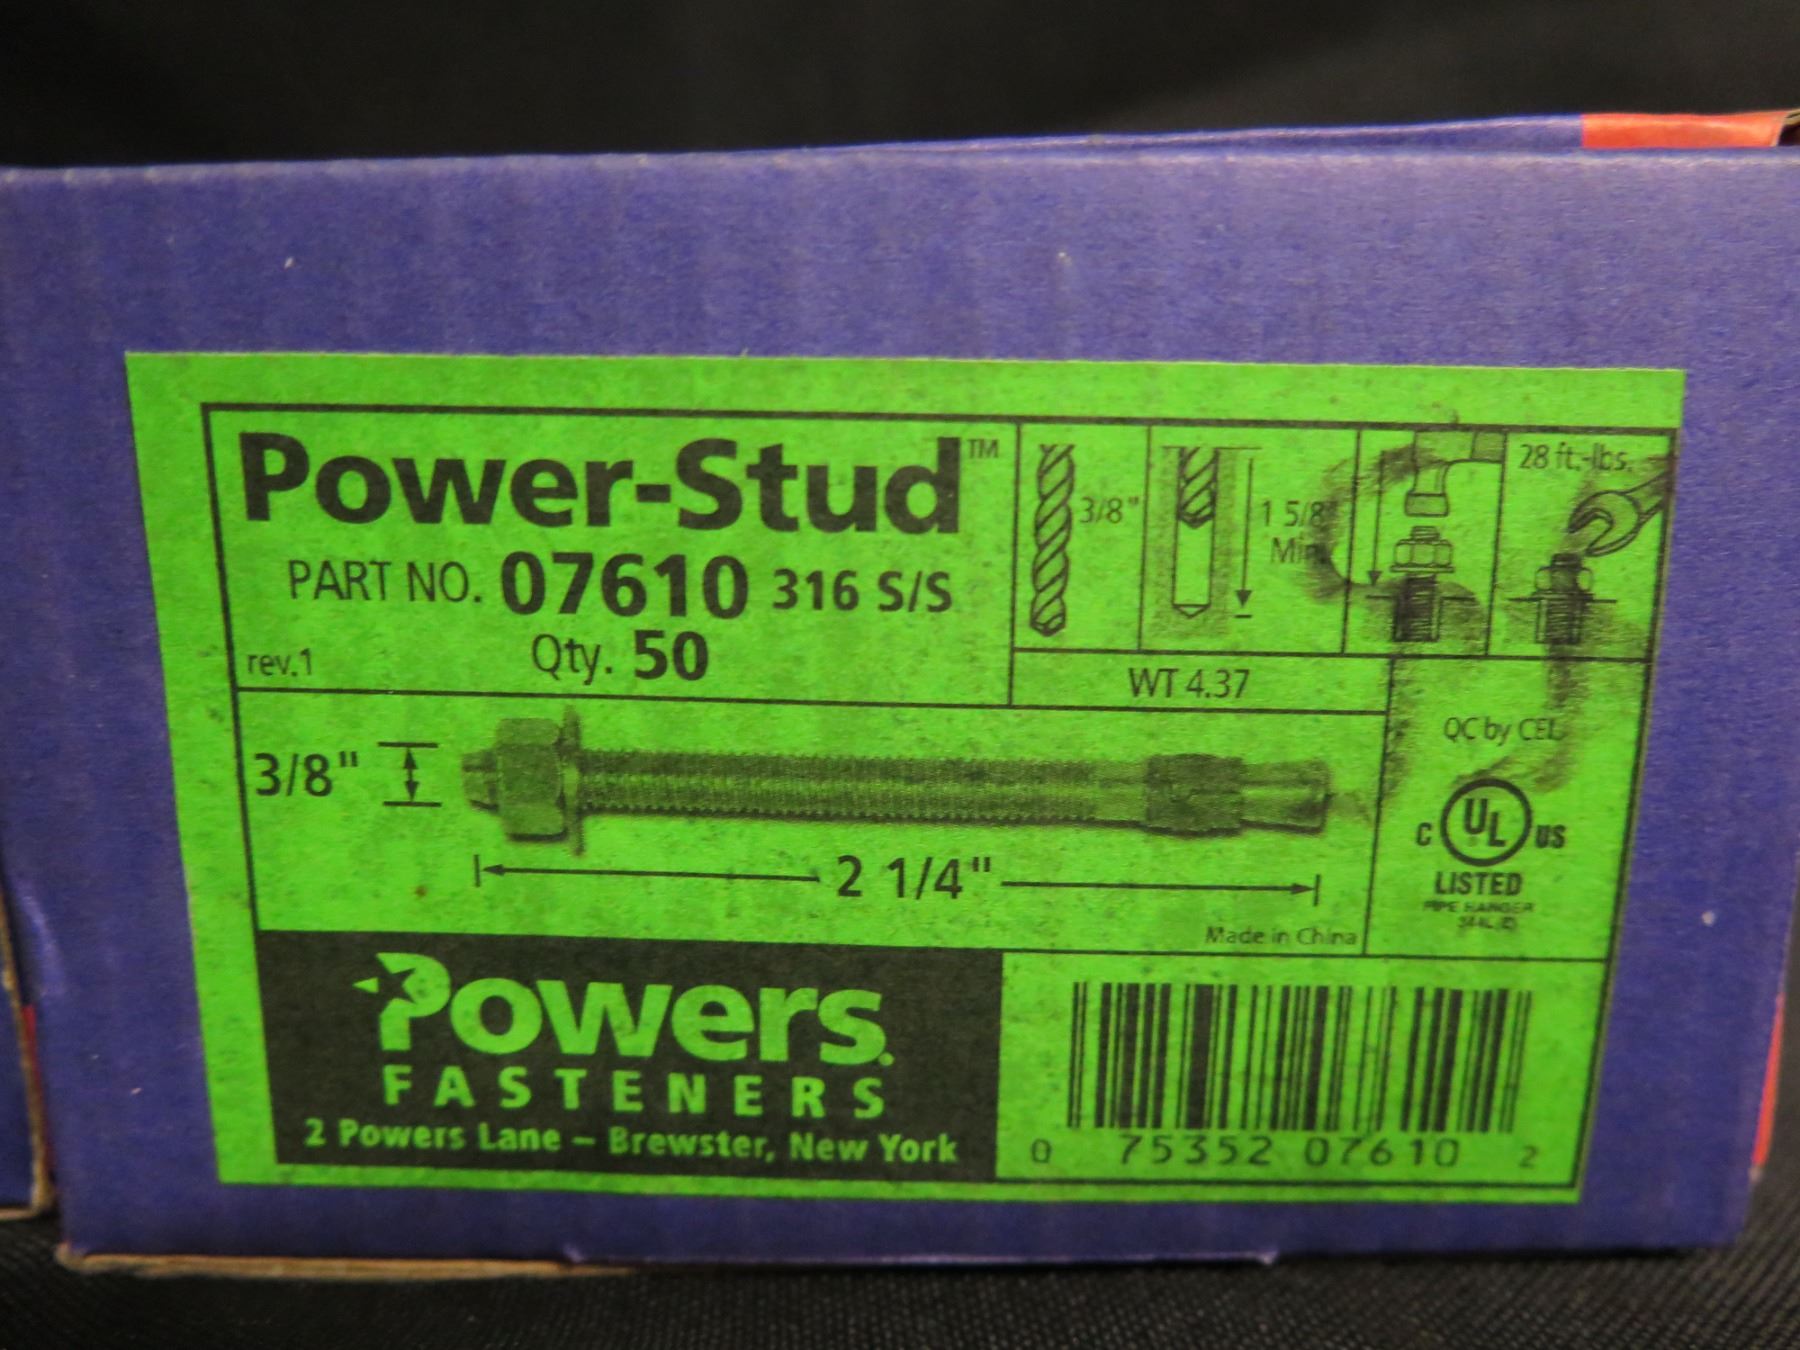 Power-Stud™
PART NO. 07610 316 S/S
rev.1
Qty. 50
3/8"
1 5/8"
Min.
28 ft.-lbs.
WT 4.37
3/8"
2 1/4"
Made in China
QC by CEL
C UL US
LISTED
PIPE HANGER
Powers.
FASTENERS
2 Powers Lane – Brewster, New York
0 75352 07610 2